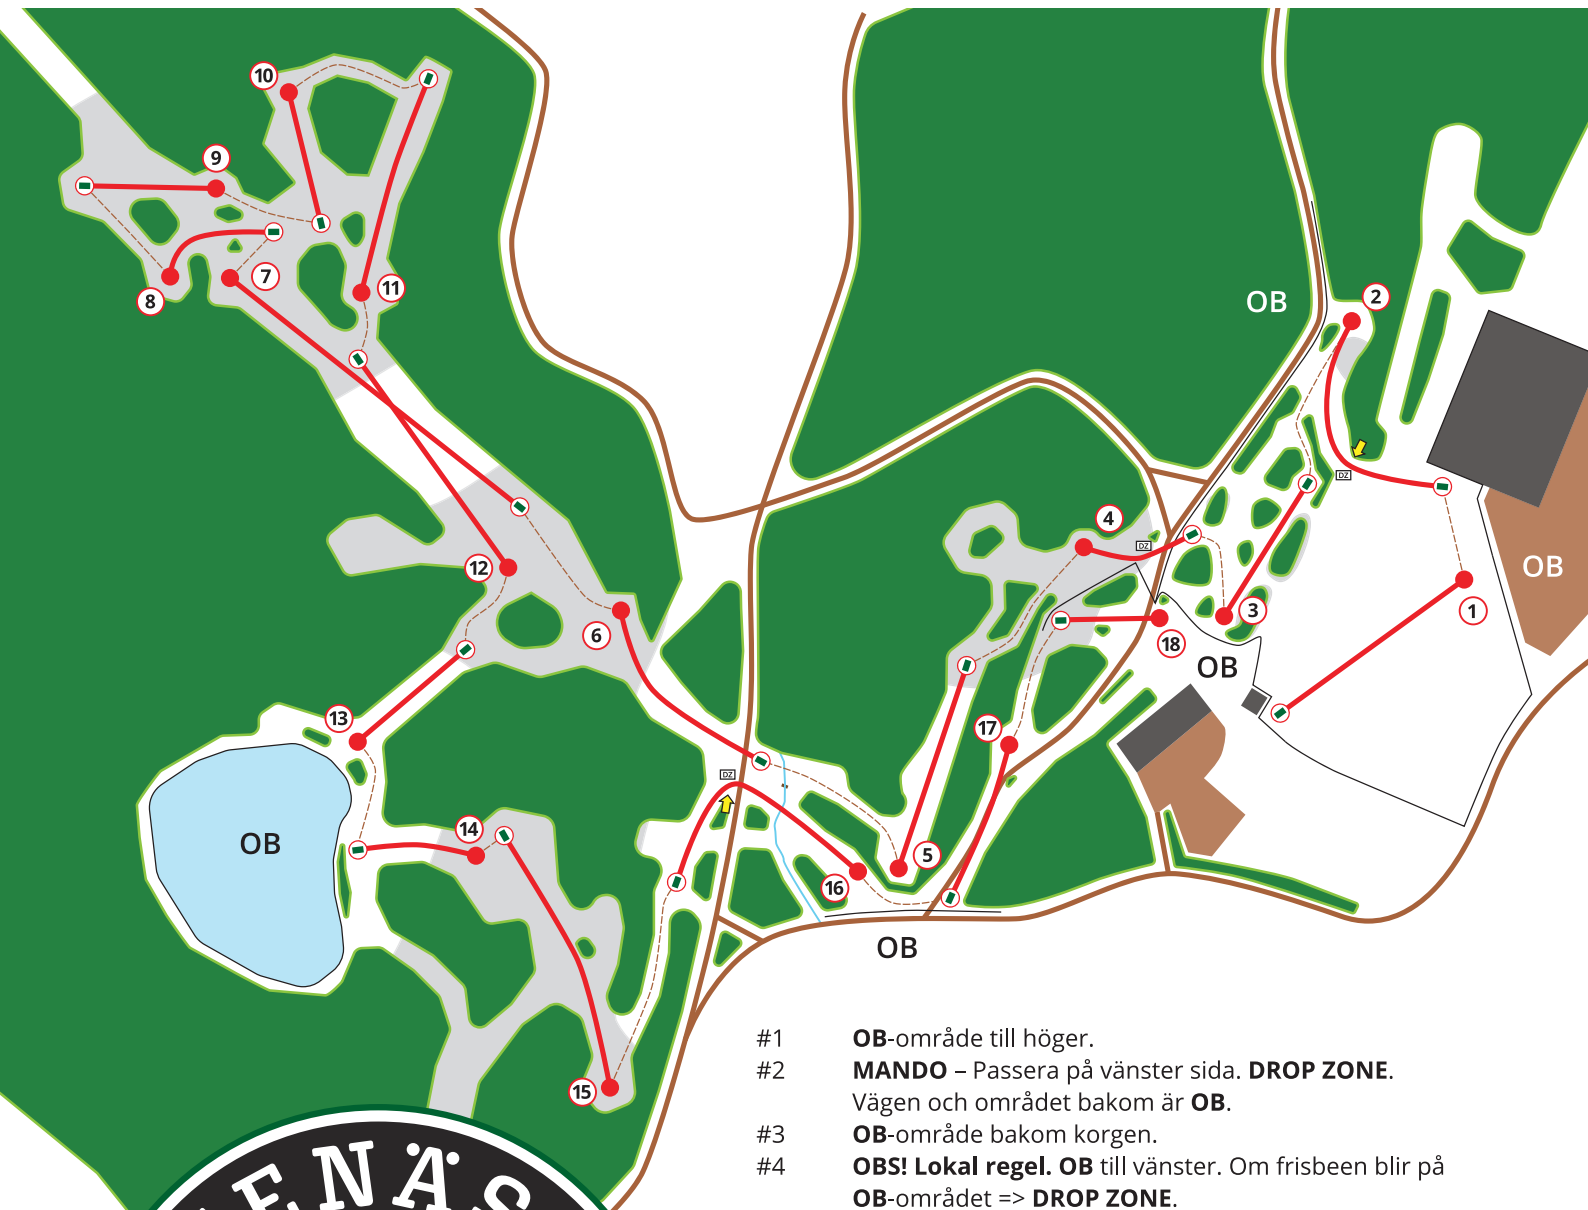 10
9
8
7
11
12
6
13
14
15
16
5
17
4
18
3
2
1
OB
OB
OB
OB
OB
DZ
DZ
DZ
#1 OB-område till höger.
#2 MANDO – Passera på vänster sida. DROP ZONE.
Vägen och området bakom är OB.
#3 OB-område bakom korgen.
#4 OBS! Lokal regel. OB till vänster. Om frisbeen blir på
OB-området => DROP ZONE.
ENÄS